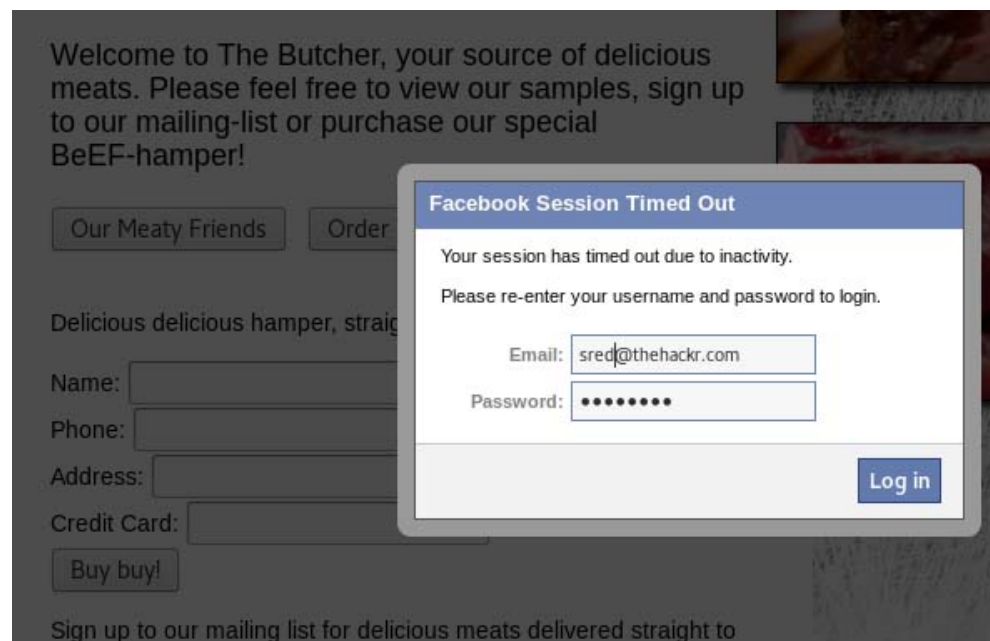 Welcome to The Butcher, your source of delicious
meats. Please feel free to view our samples, sign up
to our mailing-list or purchase our special
BeEF-hamper!
Our Meaty Friends
Order
Delicious delicious hamper, straig
Name:
Phone:
Address:
Credit Card:
Buy buy!
Sign up to our mailing list for delicious meats delivered straight to
Facebook Session Timed Out
Your session has timed out due to inactivity.
Please re-enter your username and password to login.
Email: sred@thehackr.com
Password: ••••••••
Log in